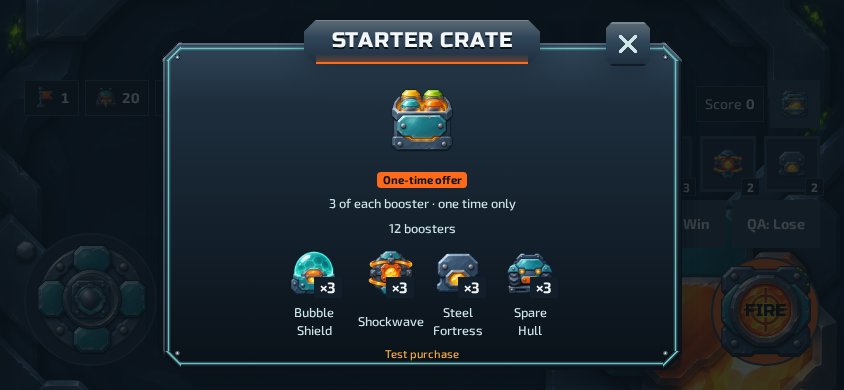 STARTER CRATE
1
20
Score 0
One-time offer
3 of each booster · one time only
12 boosters
3
2
2
Win
QA: Lose
×3
×3
×3
×3
Bubble
Shield
Shockwave
Steel
Fortress
Spare
Hull
FIRE
Test purchase